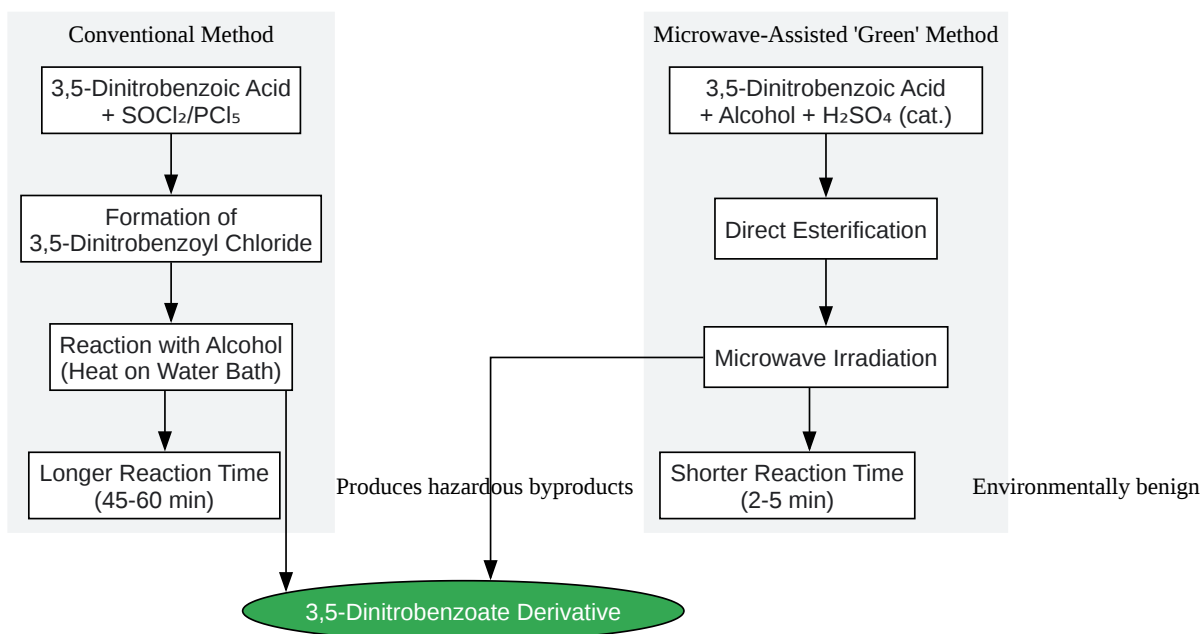 Conventional Method
3,5-Dinitrobenzoic Acid
+ SOCl₂/PCl₅
Formation of
3,5-Dinitrobenzoyl Chloride
Reaction with Alcohol
(Heat on Water Bath)
Longer Reaction Time
(45-60 min)
Produces hazardous byproducts
Microwave-Assisted 'Green' Method
3,5-Dinitrobenzoic Acid
+ Alcohol + H₂SO₄ (cat.)
Direct Esterification
Microwave Irradiation
Shorter Reaction Time
(2-5 min)
Environmentally benign
3,5-Dinitrobenzoate Derivative